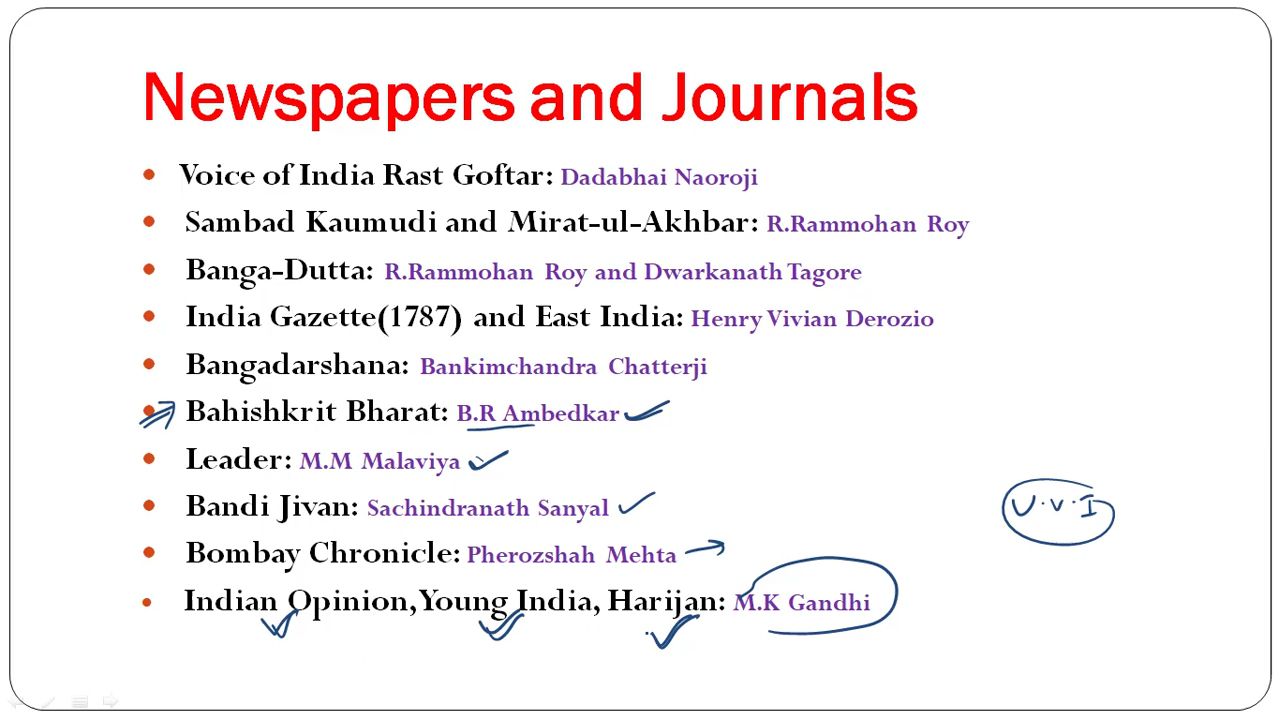 Newspapers and Journals
• Voice of India Rast Goftar: Dadabhai Naoroji
• Sambad Kaumudi and Mirat-ul-Akhbar: R.Rammohan Roy
• Banga-Dutta: R.Rammohan Roy and Dwarkanath Tagore
• India Gazette(1787) and East India: Henry Vivian Derozio
• Bangadarshana: Bankimchandra Chatterji
• Bahishkrit Bharat: B.R Ambedkar
• Leader: M.M Malaviya
• Bandi Jivan: Sachindranath Sanyal
V.V.I
• Bombay Chronicle: Pherozshah Mehta
• Indian Opinion,Young India, Harijan: M.K Gandhi